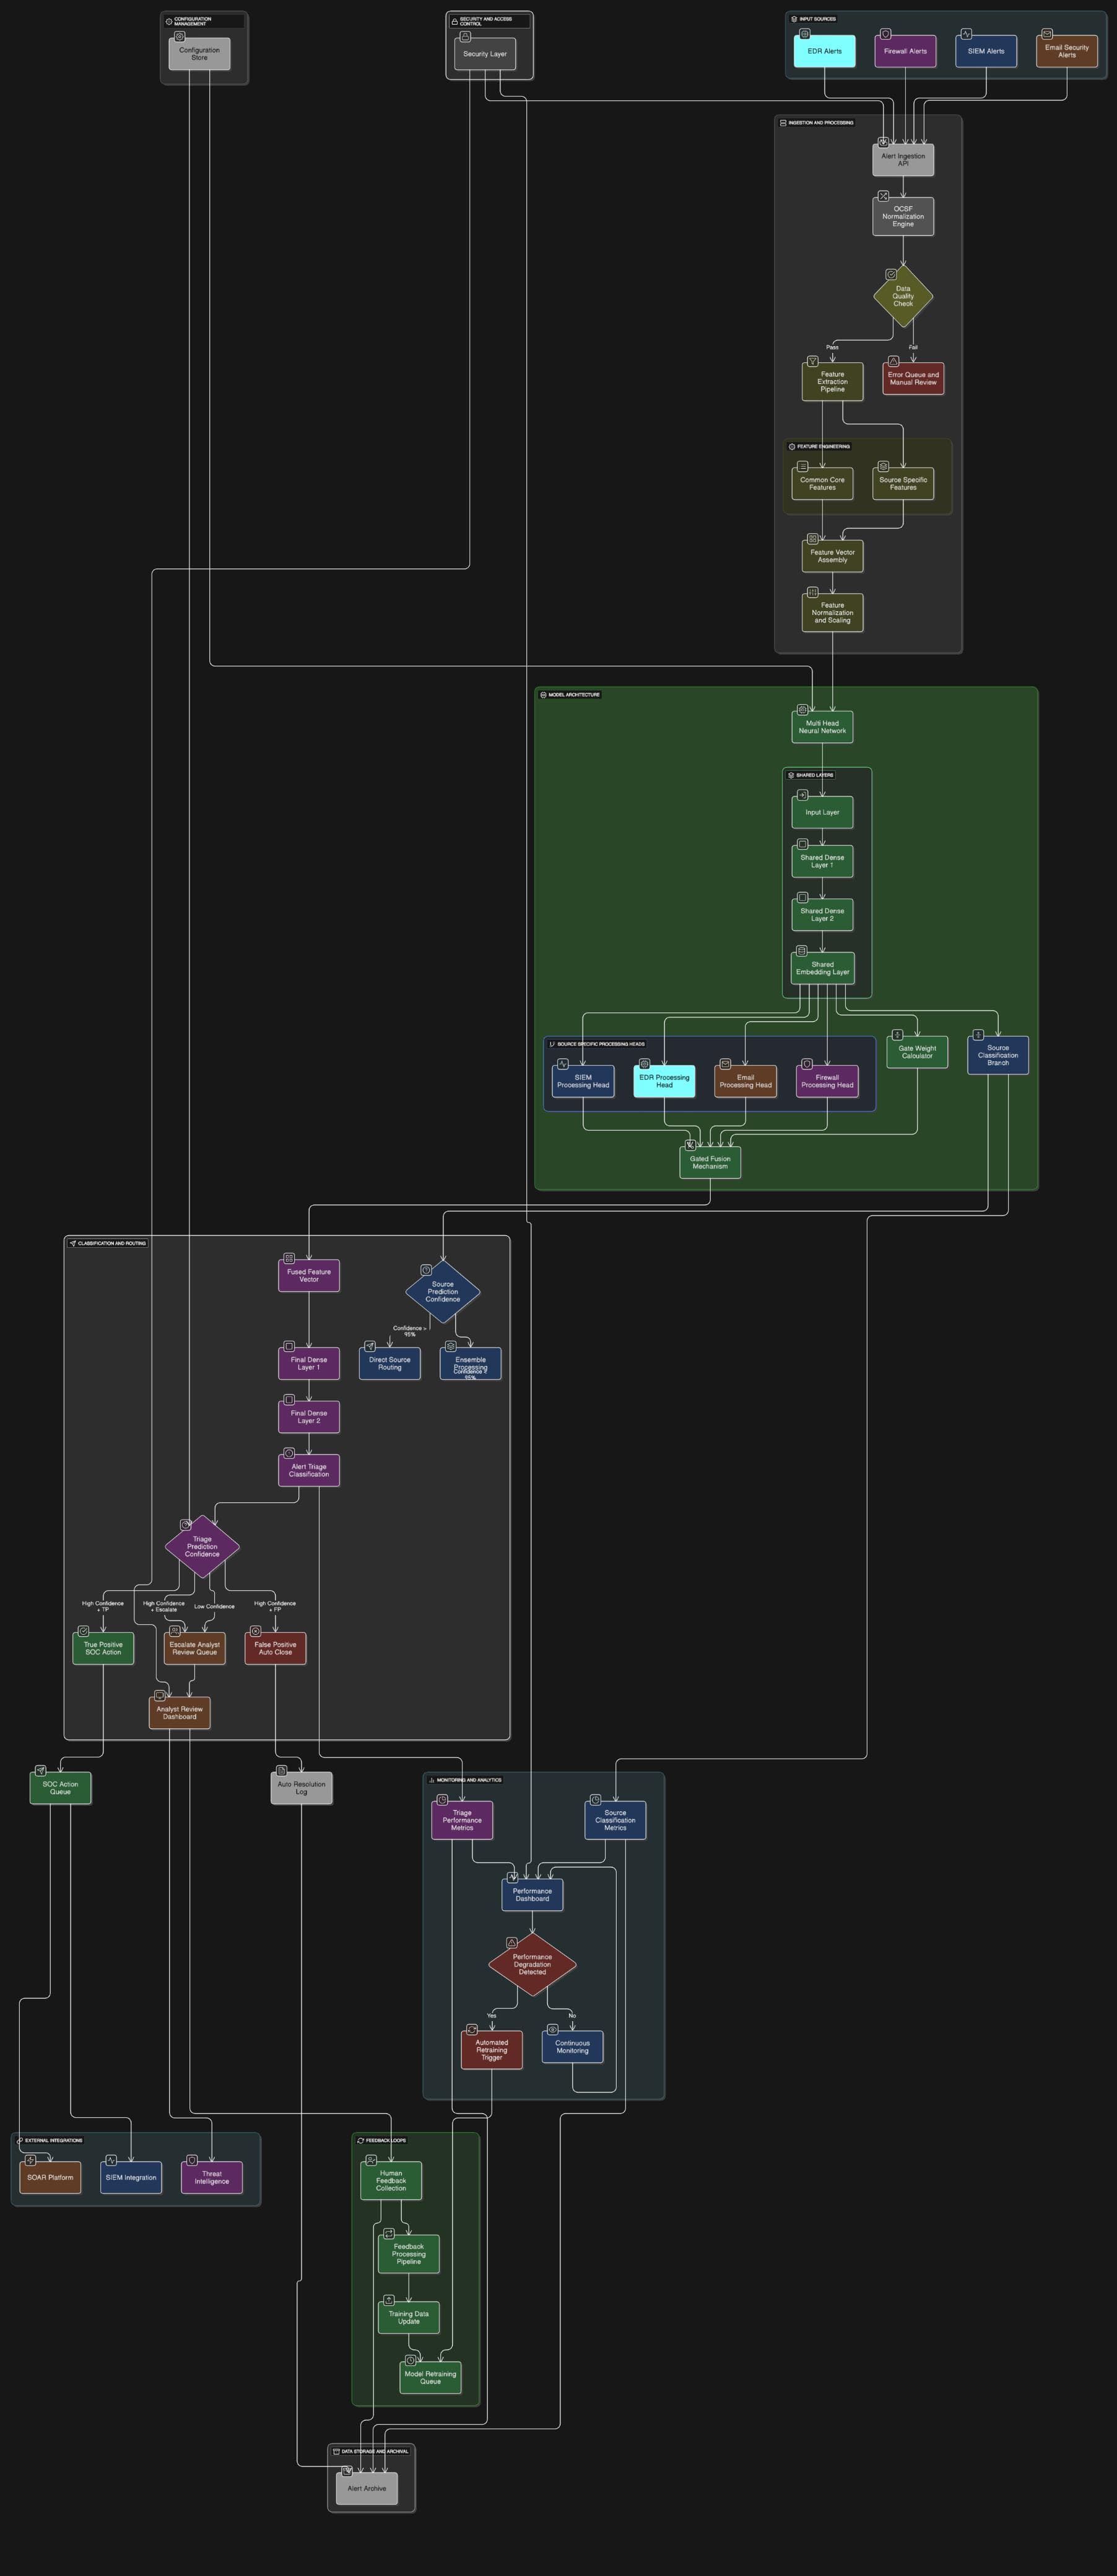 CONFIGURATION
MANAGEMENT
Configuration
Store
SECURITY AND ACCESS
CONTROL
Security Layer
INPUT SOURCES
EDR Alerts
Firewall Alerts
SIEM Alerts
Email Security
Alerts
INGESTION AND PROCESSING
Alert Ingestion
API
OCSF
Normalization
Engine
Data
Quality
Check
Pass
Fail
Feature
Extraction
Pipeline
Error Queue and
Manual Review
FEATURE ENGINEERING
Common Core
Features
Source Specific
Features
Feature Vector
Assembly
Feature
Normalization
and Scaling
MODEL ARCHITECTURE
Multi Head
Neural Network
SHARED LAYERS
Input Layer
Shared Dense
Layer 1
Shared Dense
Layer 2
Shared
Embedding Layer
SOURCE SPECIFIC PROCESSING HEADS
SIEM
Processing Head
EDR Processing
Head
Email
Processing Head
Firewall
Processing Head
Gate Weight
Calculator
Source
Classification
Branch
Gated Fusion
Mechanism
CLASSIFICATION AND ROUTING
Fused Feature
Vector
Source
Prediction
Confidence
Confidence >
95%
Final Dense
Layer 1
Direct Source
Routing
Ensemble
Processing
Confidence <
95%
Final Dense
Layer 2
Alert Triage
Classification
Triage
Prediction
Confidence
High Confidence
+ TP
High Confidence
+ Escalate
Low Confidence
High Confidence
+ FP
True Positive
SOC Action
Escalate Analyst
Review Queue
False Positive
Auto Close
Analyst Review
Dashboard
SOC Action
Queue
Auto Resolution
Log
MONITORING AND ANALYTICS
Triage
Performance
Metrics
Source
Classification
Metrics
Performance
Dashboard
Performance
Degradation
Detected
Yes
No
Automated
Retraining
Trigger
Continuous
Monitoring
EXTERNAL INTEGRATIONS
SOAR Platform
SIEM Integration
Threat
Intelligence
FEEDBACK LOOPS
Human
Feedback
Collection
Feedback
Processing
Pipeline
Training Data
Update
Model Retraining
Queue
DATA STORAGE AND ARCHIVAL
Alert Archive